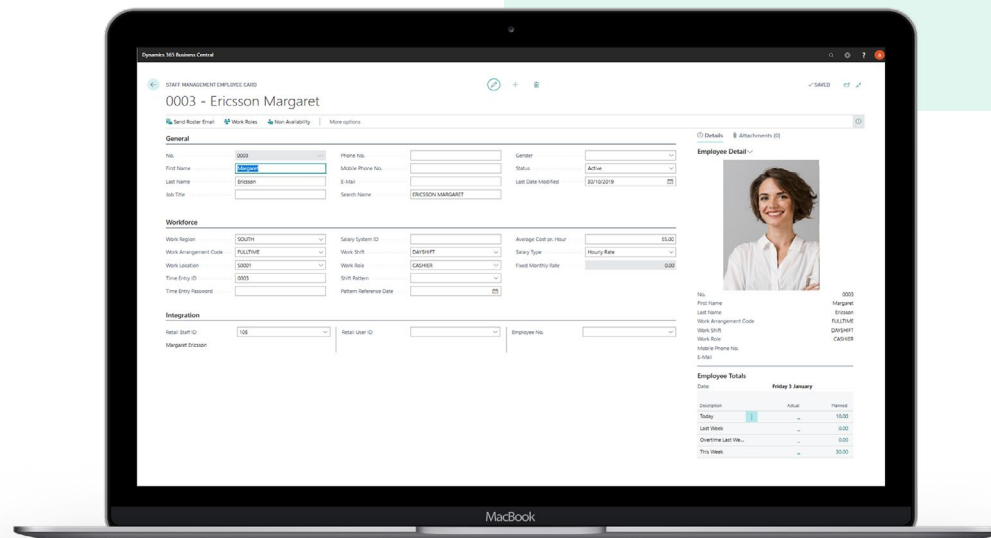 Dynamics 365 Business Central
?
STAFF MANAGEMENT EMPLOYEE CARD
✓ SAVED
0003 - Ericsson Margaret
Send Roster Email Work Roles Non Availability More options
Details Attachments (0)
General
Employee Detail
No. 0003 Phone No. Gender
First Name Margaret Mobile Phone No. Status Active
Last Name Ericsson E-Mail Last Date Modified 30/10/2019
Job Title Search Name ERICSSON MARGARET
Workforce
Work Region SOUTH Salary System ID Average Cost pr. Hour 55.00
Work Arrangement Code FULLTIME Work Shift DAYSHIFT Salary Type Hourly Rate
Work Location S0001 Work Role CASHIER Fixed Monthly Rate 0.00
Time Entry ID 0003 Shift Pattern
Time Entry Password Pattern Reference Date
Integration
Retail Staff ID 106 Retail User ID Employee No.
Margaret Ericsson
No. 0003
First Name Margaret
Last Name Ericsson
Work Arrangement Code FULLTIME
Work Shift DAYSHIFT
Work Role CASHIER
Mobile Phone No.
E-Mail
Employee Totals
Date Friday 3 January
Description Actual Planned
Today _ 10.00
Last Week _ 0.00
Overtime Last We... _ 0.00
This Week _ 30.00
MacBook